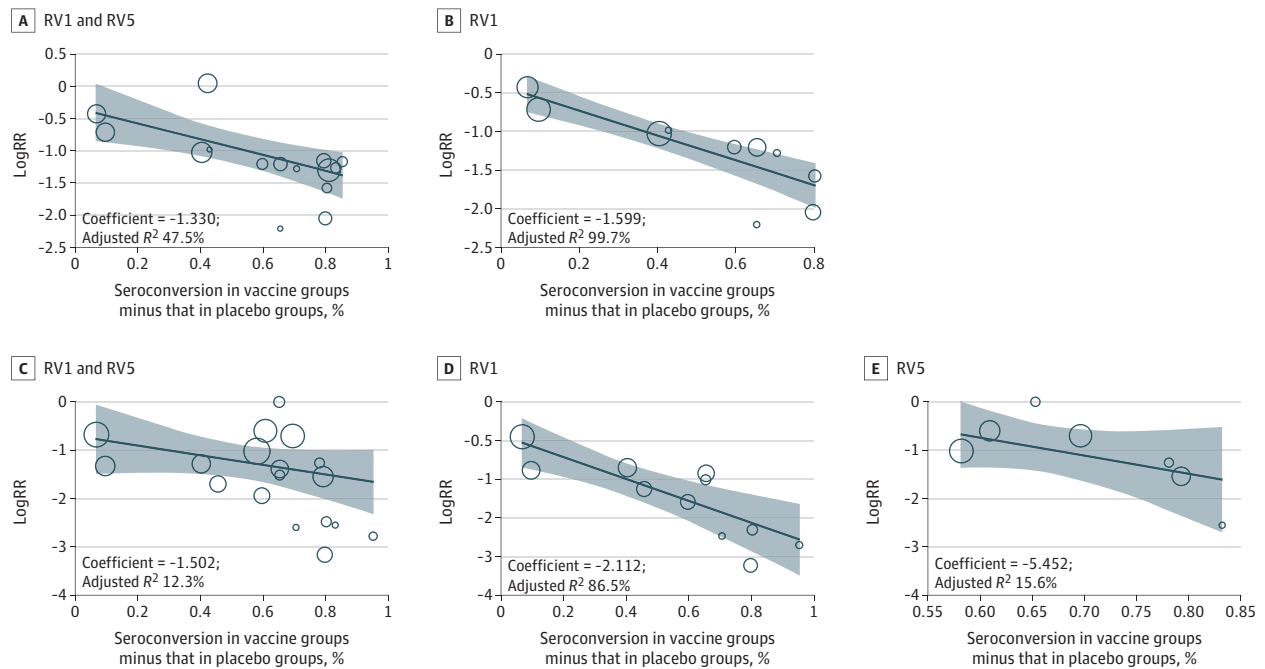 A RV1 and RV5
0.5
0
-0.5
-1.0
-1.5
-2.0
-2.5
LogRR
Coefficient = -1.330;
Adjusted R2 47.5%
0 0.2 0.4 0.6 0.8 1
Seroconversion in vaccine groups
minus that in placebo groups, %
B RV1
0
-0.5
-1.0
-1.5
-2.0
-2.5
LogRR
Coefficient = -1.599;
Adjusted R2 99.7%
0 0.2 0.4 0.6 0.8
Seroconversion in vaccine groups
minus that in placebo groups, %
C RV1 and RV5
0
-1
-2
-3
-4
LogRR
Coefficient = -1.502;
Adjusted R2 12.3%
0 0.2 0.4 0.6 0.8 1
Seroconversion in vaccine groups
minus that in placebo groups, %
D RV1
0
-0.5
-1
-2
-3
-4
LogRR
Coefficient = -2.112;
Adjusted R2 86.5%
0 0.2 0.4 0.6 0.8 1
Seroconversion in vaccine groups
minus that in placebo groups, %
E RV5
0
-1
-2
-3
-4
LogRR
Coefficient = -5.452;
Adjusted R2 15.6%
0.55 0.60 0.65 0.70 0.75 0.80 0.85
Seroconversion in vaccine groups
minus that in placebo groups, %